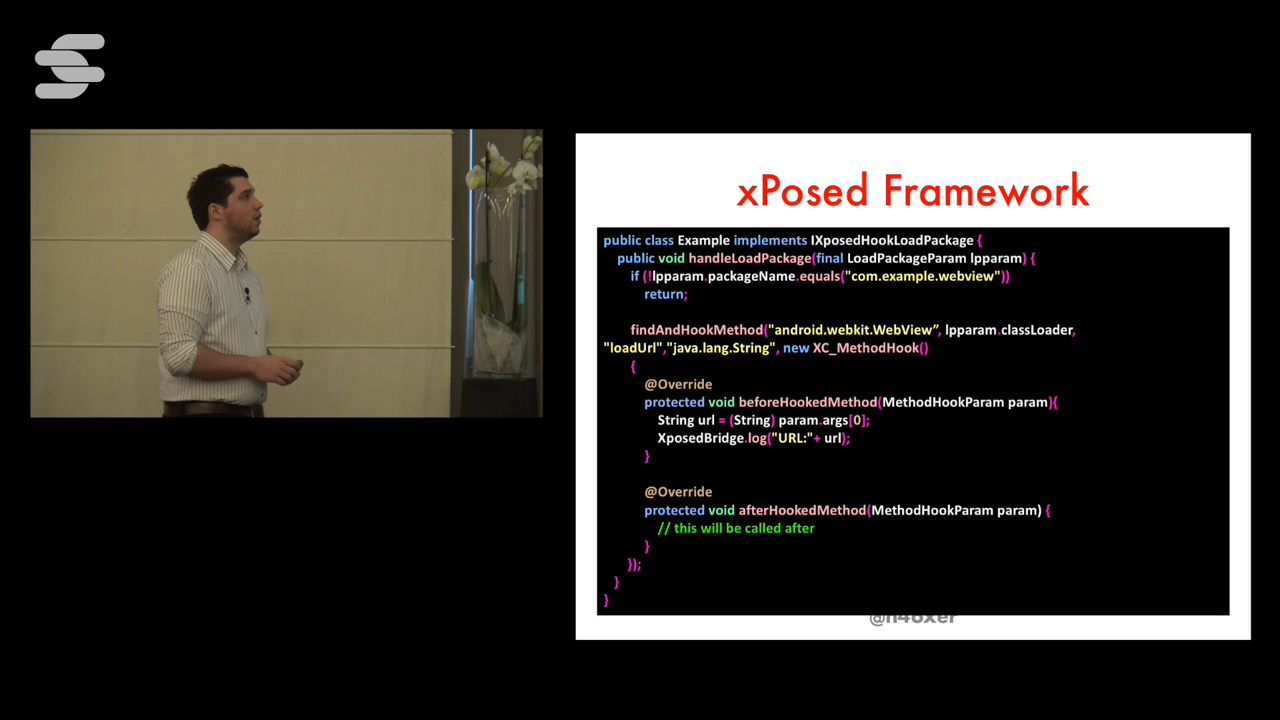 xPosed Framework
public class Example implements IXposedHookLoadPackage {
public void handleLoadPackage(final LoadPackageParam lpparam) {
if (!lpparam.packageName.equals("com.example.webview"))
return;
findAndHookMethod("android.webkit.WebView”, lpparam.classLoader,
"loadUrl","java.lang.String", new XC_MethodHook()
{
@Override
protected void beforeHookedMethod(MethodHookParam param){
String url = (String) param.args[0];
XposedBridge.log("URL:"+ url);
}
@Override
protected void afterHookedMethod(MethodHookParam param) {
// this will be called after
}
});
}
}